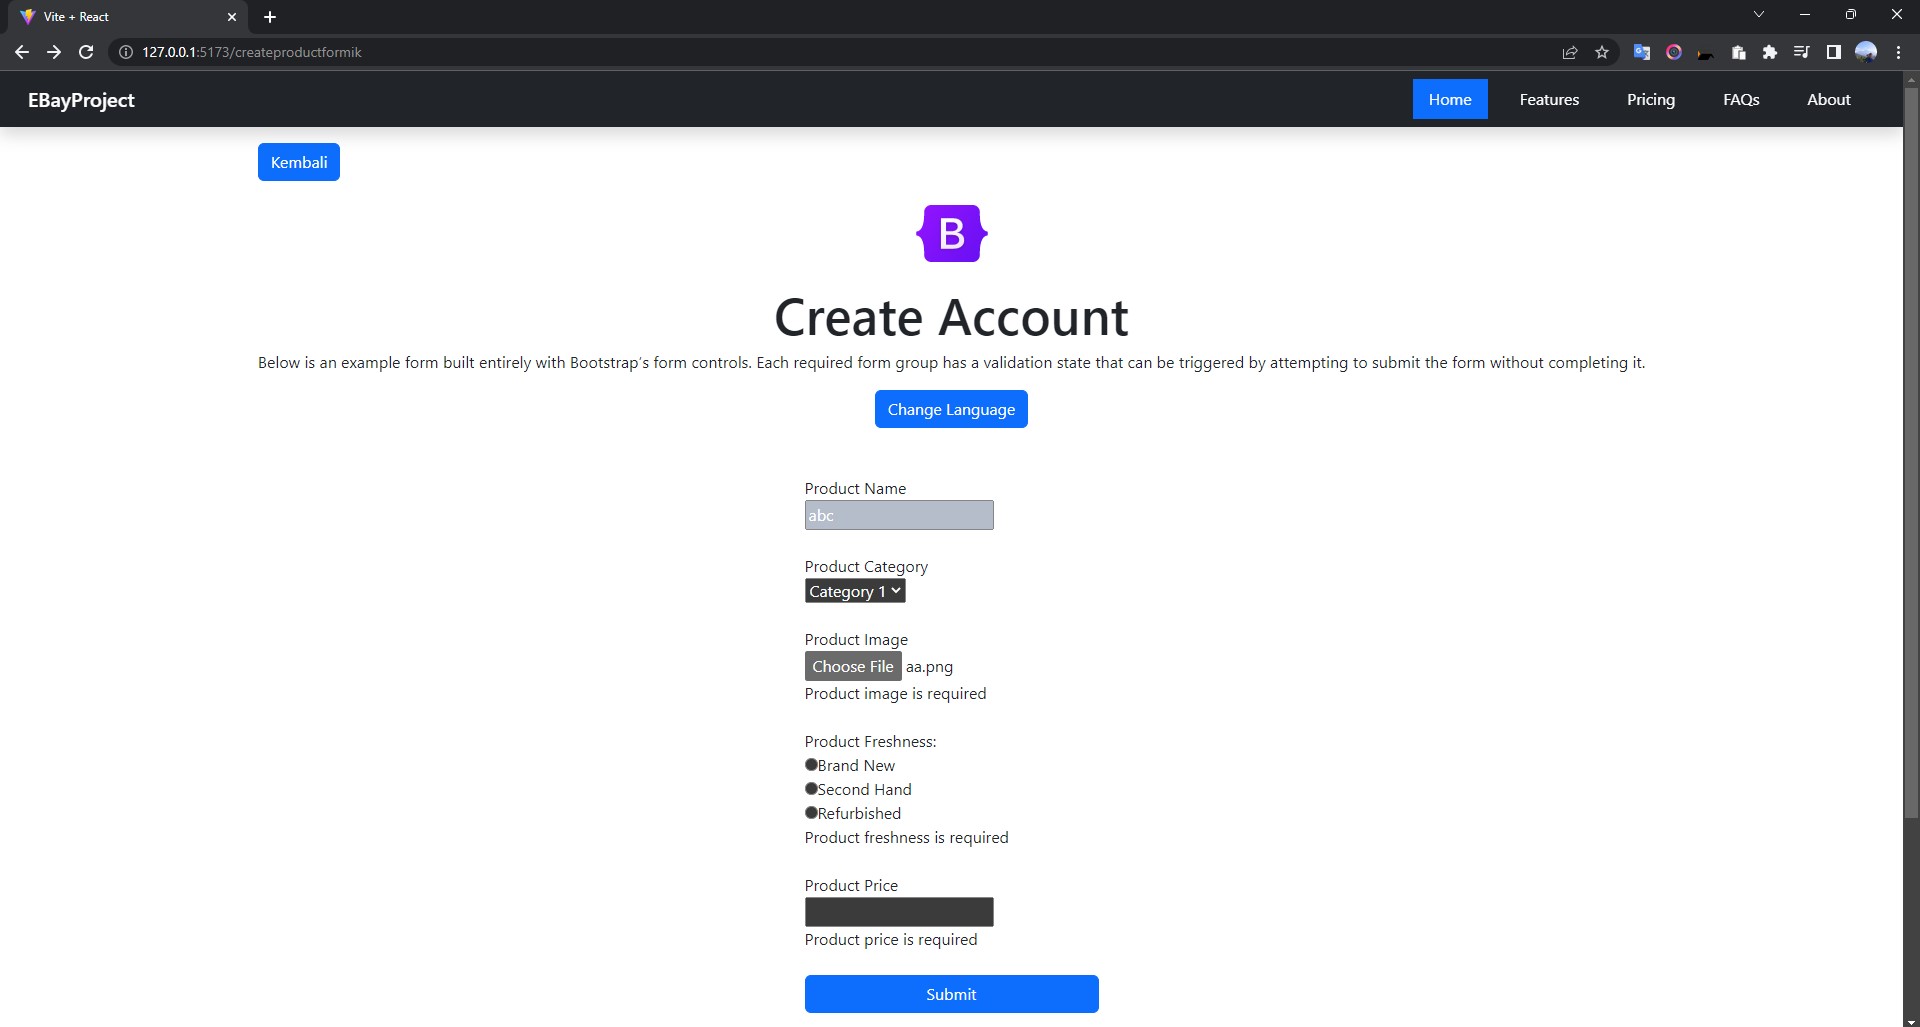 Vite + React
127.0.0.1:5173/createproductformik
EBayProject
Home Features Pricing FAQs About
Kembali
B
Create Account
Below is an example form built entirely with Bootstrap's form controls. Each required form group has a validation state that can be triggered by attempting to submit the form without completing it.
Change Language
Product Name
abc
Product Category
Category 1
Product Image
Choose File aa.png
Product image is required
Product Freshness:
Brand New
Second Hand
Refurbished
Product freshness is required
Product Price
Product price is required
Submit